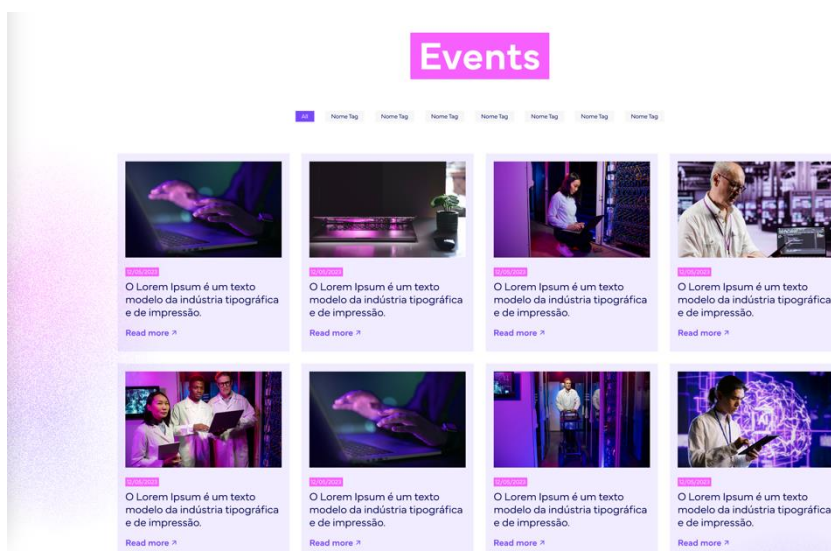 Events
All Nome Tag Nome Tag Nome Tag Nome Tag Nome Tag Nome Tag Nome Tag
12/05/2023
O Lorem Ipsum é um texto
modelo da indústria tipográfica
e de impressão.
Read more ↗
12/05/2023
O Lorem Ipsum é um texto
modelo da indústria tipográfica
e de impressão.
Read more ↗
12/05/2023
O Lorem Ipsum é um texto
modelo da indústria tipográfica
e de impressão.
Read more ↗
12/05/2023
O Lorem Ipsum é um texto
modelo da indústria tipográfica
e de impressão.
Read more ↗
12/05/2023
O Lorem Ipsum é um texto
modelo da indústria tipográfica
e de impressão.
Read more ↗
12/05/2023
O Lorem Ipsum é um texto
modelo da indústria tipográfica
e de impressão.
Read more ↗
12/05/2023
O Lorem Ipsum é um texto
modelo da indústria tipográfica
e de impressão.
Read more ↗
12/05/2023
O Lorem Ipsum é um texto
modelo da indústria tipográfica
e de impressão.
Read more ↗